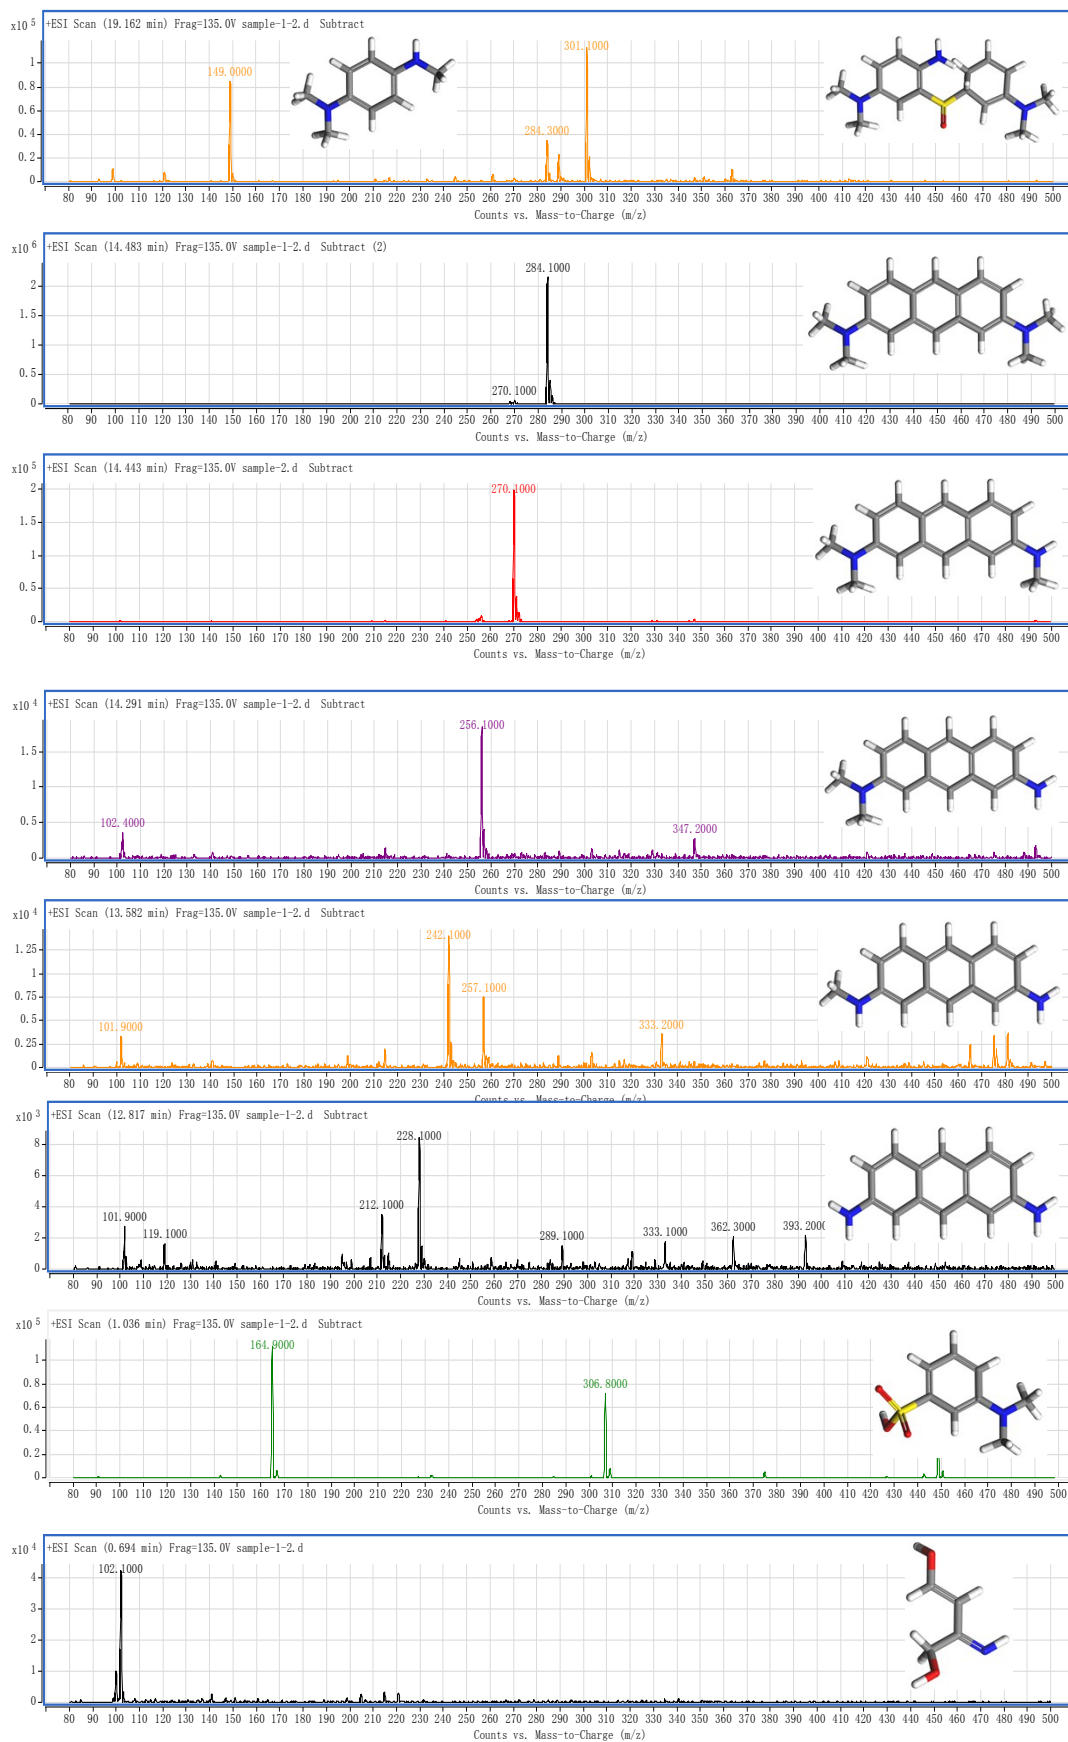 +ESI Scan (19.162 min) Frag=135.0V sample-1-2.d Subtract
x10 5
1
0.8
0.6
0.4
0.2
0
149.0000
284.3000
301.1000
80 90 100 110 120 130 140 150 160 170 180 190 200 210 220 230 240 250 260 270 280 290 300 310 320 330 340 350 360 370 380 390 400 410 420 430 440 450 460 470 480 490 500
Counts vs. Mass-to-Charge (m/z)
+ESI Scan (14.483 min) Frag=135.0V sample-1-2.d Subtract (2)
x10 6
2
1.5
1
0.5
0
284.1000
270.1000
80 90 100 110 120 130 140 150 160 170 180 190 200 210 220 230 240 250 260 270 280 290 300 310 320 330 340 350 360 370 380 390 400 410 420 430 440 450 460 470 480 490 500
Counts vs. Mass-to-Charge (m/z)
+ESI Scan (14.443 min) Frag=135.0V sample-2.d Subtract
x10 5
2
1.5
1
0.5
0
270.1000
80 90 100 110 120 130 140 150 160 170 180 190 200 210 220 230 240 250 260 270 280 290 300 310 320 330 340 350 360 370 380 390 400 410 420 430 440 450 460 470 480 490 500
Counts vs. Mass-to-Charge (m/z)
+ESI Scan (14.291 min) Frag=135.0V sample-1-2.d Subtract
x10 4
1.5
1
0.5
0
256.1000
102.4000
347.2000
80 90 100 110 120 130 140 150 160 170 180 190 200 210 220 230 240 250 260 270 280 290 300 310 320 330 340 350 360 370 380 390 400 410 420 430 440 450 460 470 480 490 500
Counts vs. Mass-to-Charge (m/z)
+ESI Scan (13.582 min) Frag=135.0V sample-1-2.d Subtract
x10 4
1.25
1
0.75
0.5
0.25
0
242.1000
257.1000
101.9000
333.2000
80 90 100 110 120 130 140 150 160 170 180 190 200 210 220 230 240 250 260 270 280 290 300 310 320 330 340 350 360 370 380 390 400 410 420 430 440 450 460 470 480 490 500
Counts vs. Mass-to-Charge (m/z)
+ESI Scan (12.817 min) Frag=135.0V sample-1-2.d Subtract
x10 3
8
6
4
2
0
228.1000
212.1000
101.9000
119.1000
289.1000
333.1000
362.3000
393.2000
80 90 100 110 120 130 140 150 160 170 180 190 200 210 220 230 240 250 260 270 280 290 300 310 320 330 340 350 360 370 380 390 400 410 420 430 440 450 460 470 480 490 500
Counts vs. Mass-to-Charge (m/z)
+ESI Scan (1.036 min) Frag=135.0V sample-1-2.d Subtract
x10 5
1
0.8
0.6
0.4
0.2
0
164.9000
306.8000
80 90 100 110 120 130 140 150 160 170 180 190 200 210 220 230 240 250 260 270 280 290 300 310 320 330 340 350 360 370 380 390 400 410 420 430 440 450 460 470 480 490 500
Counts vs. Mass-to-Charge (m/z)
+ESI Scan (0.694 min) Frag=135.0V sample-1-2.d
x10 4
4
3
2
1
0
102.1000
80 90 100 110 120 130 140 150 160 170 180 190 200 210 220 230 240 250 260 270 280 290 300 310 320 330 340 350 360 370 380 390 400 410 420 430 440 450 460 470 480 490 500
Counts vs. Mass-to-Charge (m/z)